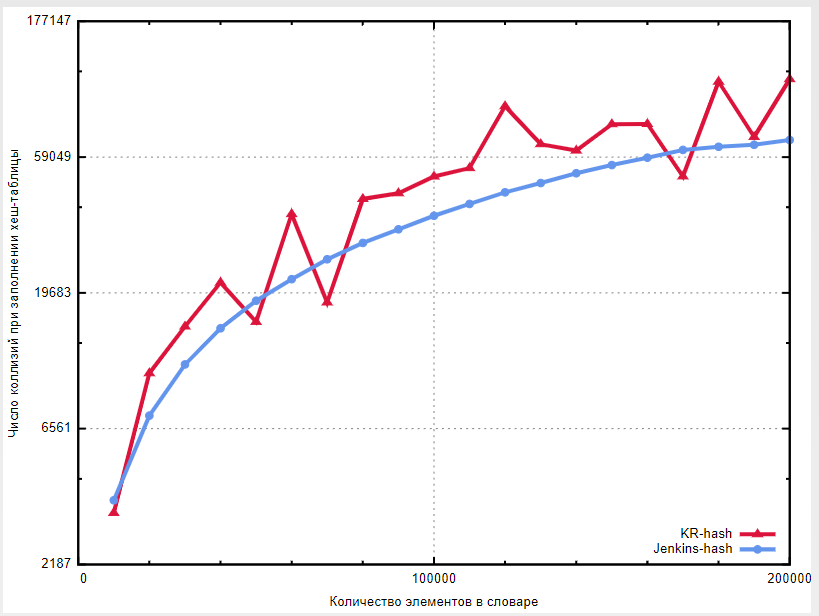 177147
59049
19683
6561
2187
Число коллизий при заполнении хеш-таблицы
KR-hash
Jenkins-hash
0
100000
200000
Количество элементов в словаре